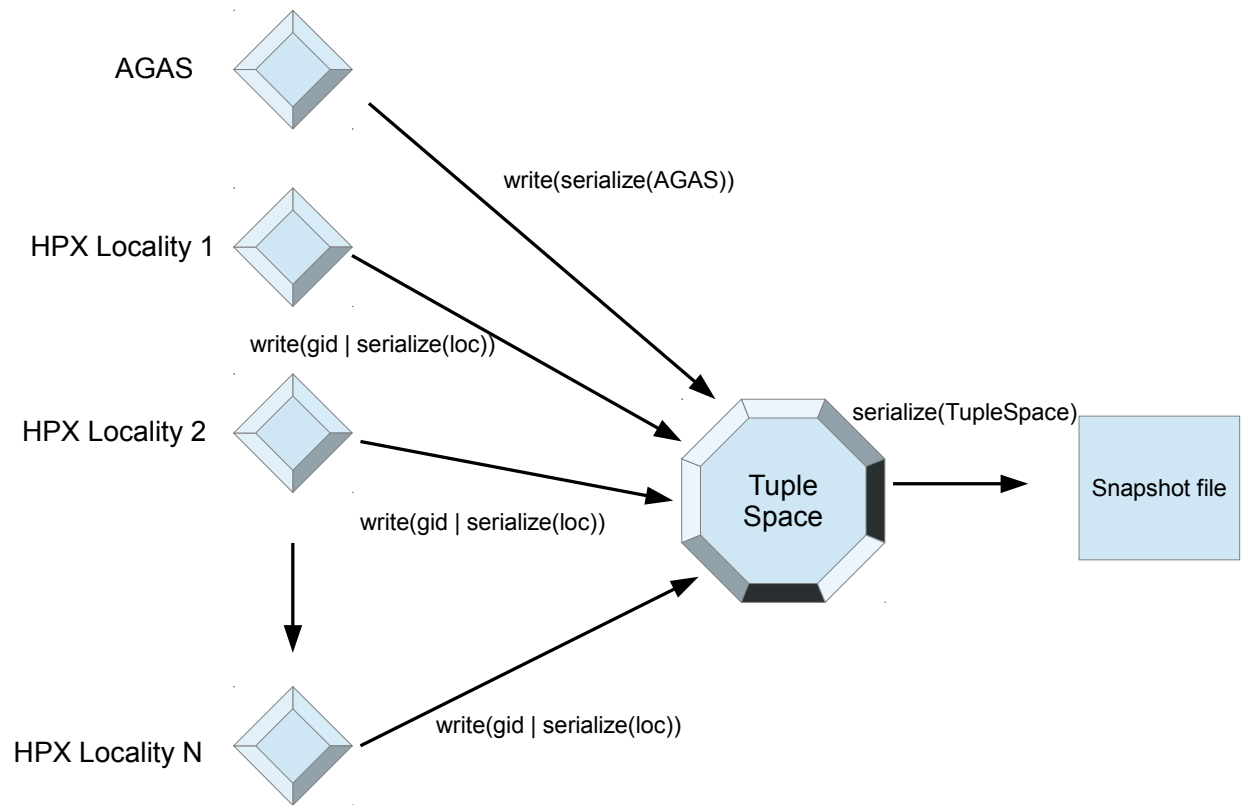 AGAS
write(serialize(AGAS))
HPX Locality 1
write(gid | serialize(loc))
HPX Locality 2
serialize(TupleSpace)
Tuple
Space
Snapshot file
write(gid | serialize(loc))
write(gid | serialize(loc))
HPX Locality N